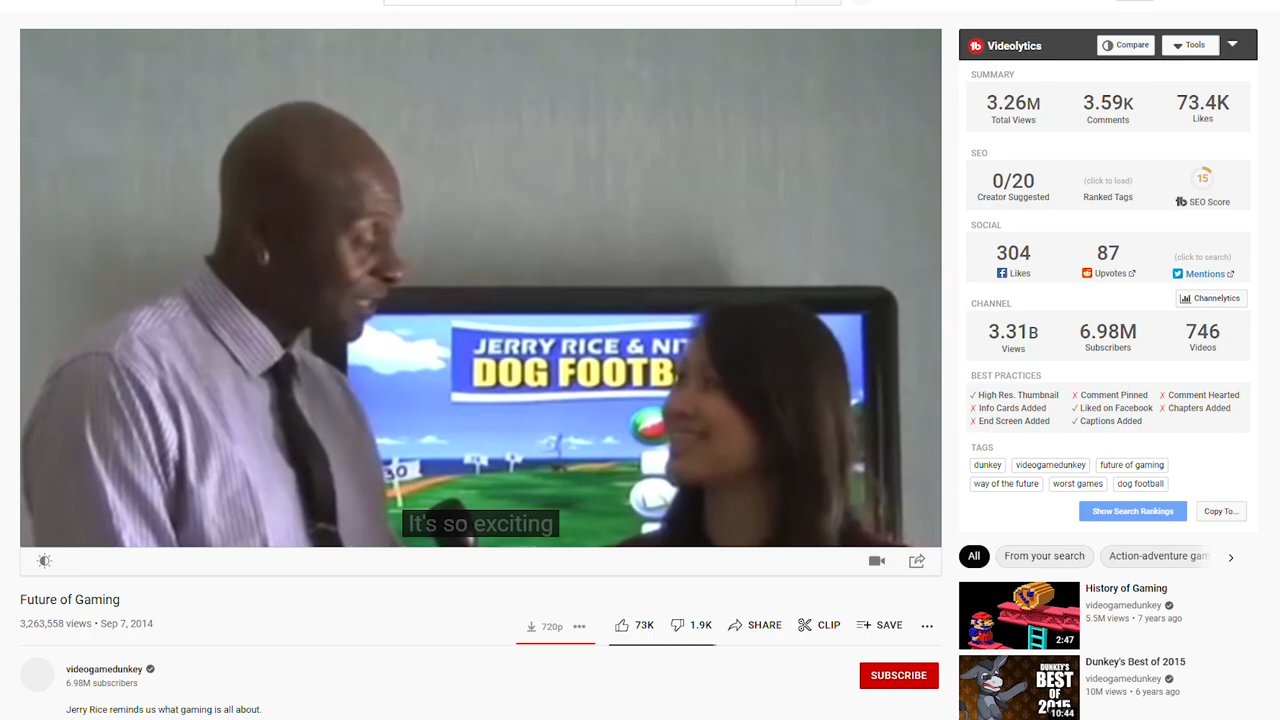 JERRY RICE &
DOG FOOTB
It's so exciting
Future of Gaming
3,263,558 views • Sep 7, 2014
720p
73K
1.9K
SHARE
CLIP
SAVE
videogamedunkey
6.98M subscribers
SUBSCRIBE
Jerry Rice reminds us what gaming is all about.
tb Videolytics
Compare
Tools
SUMMARY
3.26M 3.59K 73.4K
Total Views Comments Likes
SEO
0/20 (click to load) 15
Creator Suggested Ranked Tags tb SEO Score
SOCIAL
304 87 (click to search)
Likes Upvotes Mentions
CHANNEL Channelytics
3.31B 6.98M 746
Views Subscribers Videos
BEST PRACTICES
✓ High Res. Thumbnail ✗ Comment Pinned ✗ Comment Hearted
✗ Info Cards Added ✓ Liked on Facebook ✗ Chapters Added
✗ End Screen Added ✓ Captions Added
TAGS
dunkey videogamedunkey future of gaming
way of the future worst games dog football
Show Search Rankings Copy To...
All From your search Action-adventure gam
History of Gaming
videogamedunkey
5.5M views • 7 years ago
2:47
Dunkey's Best of 2015
videogamedunkey
10M views • 6 years ago
DUNKEY'S
BEST
OF
2015
10:44